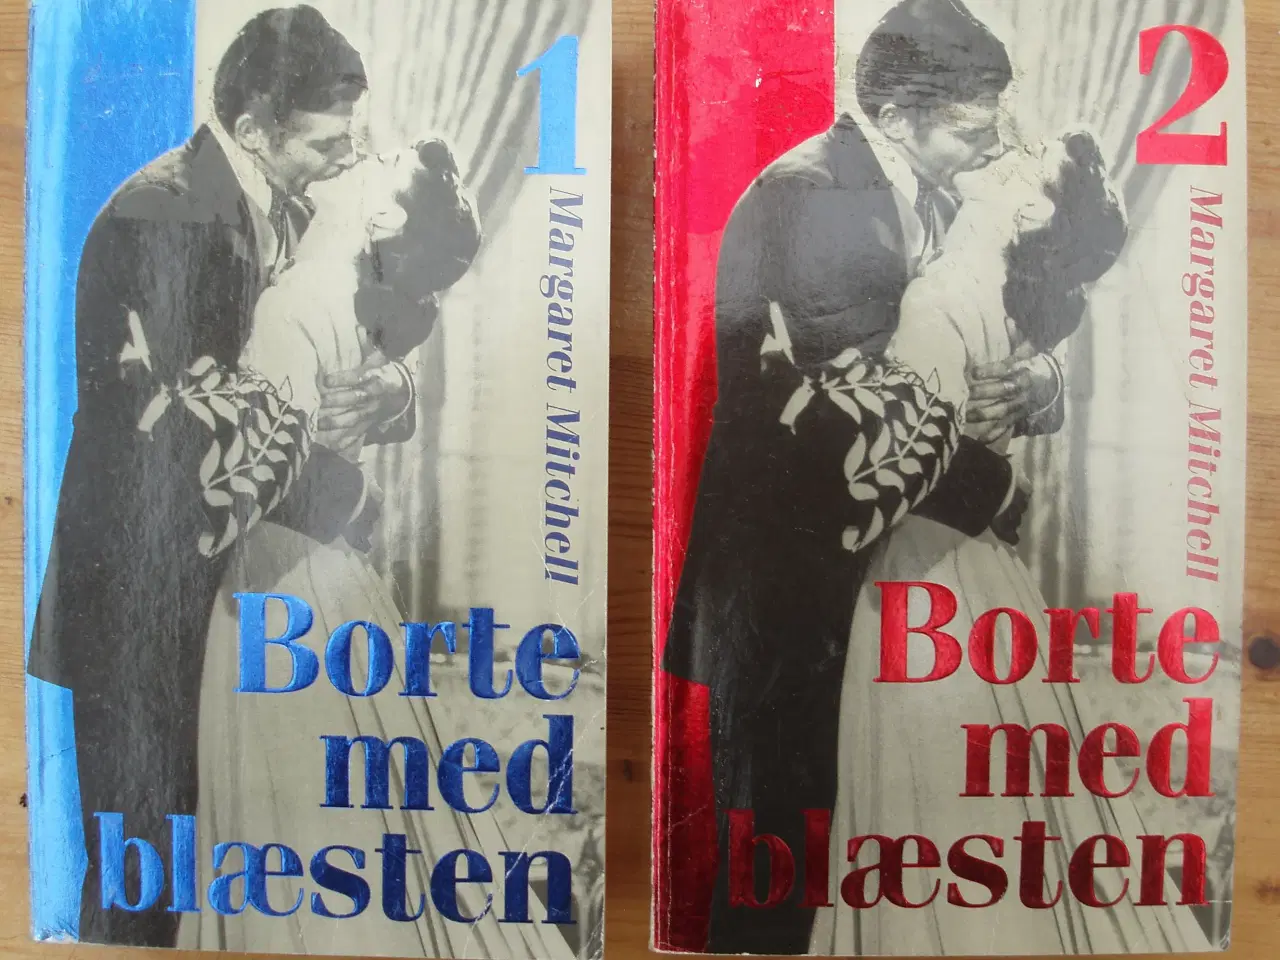 1
Margaret Mitchell
Borte
med
blæsten
2
Margaret Mitchell
Borte
med
blæsten